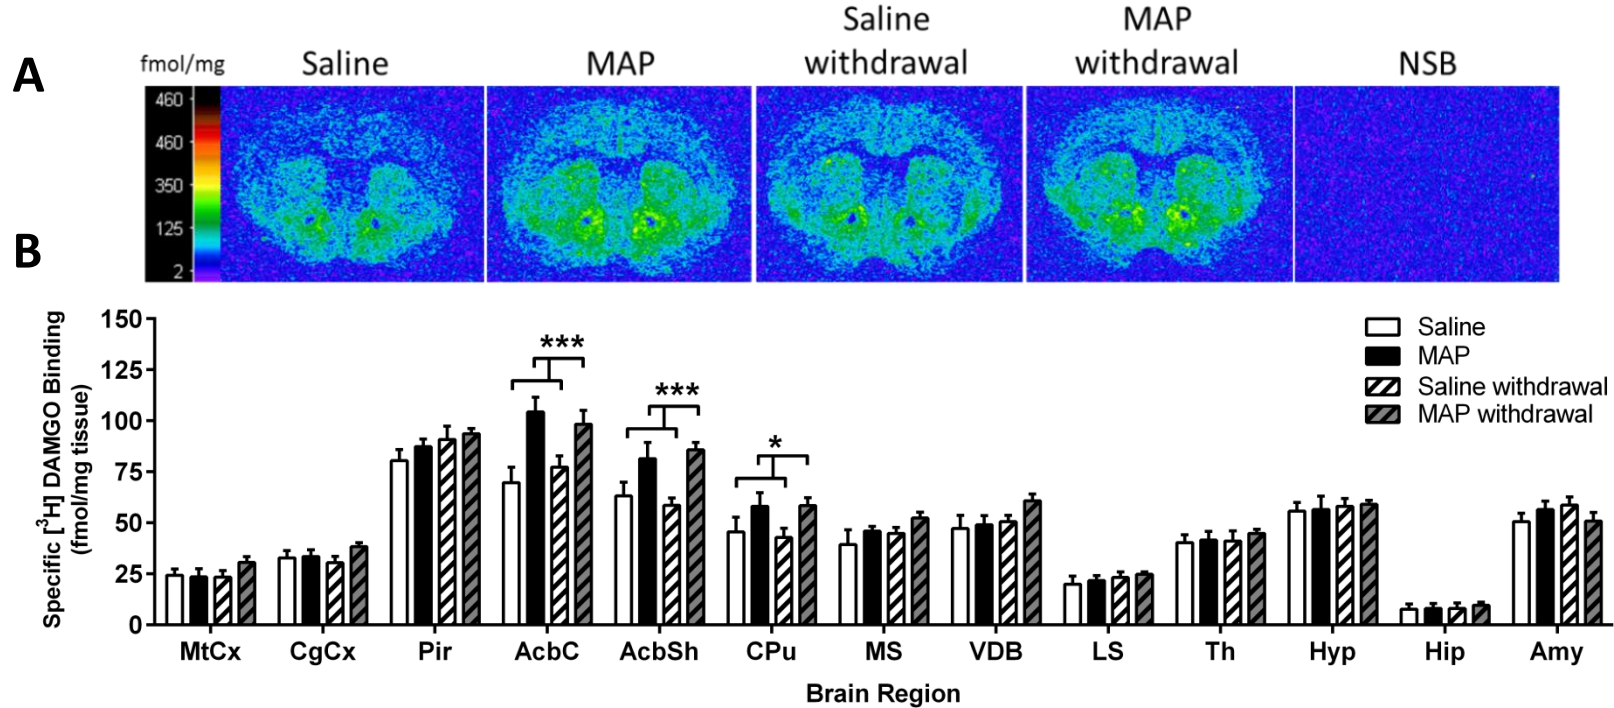 A
fmol/mg
Saline
MAP
Saline
withdrawal
MAP
withdrawal
NSB
460
460
350
125
2
B
Specific [³H] DAMGO Binding
(fmol/mg tissue)
150
125
100
75
50
25
0
***
***
*
Saline
MAP
Saline withdrawal
MAP withdrawal
MtCx CgCx Pir AcbC AcbSh CPu MS VDB LS Th Hyp Hip Amy
Brain Region